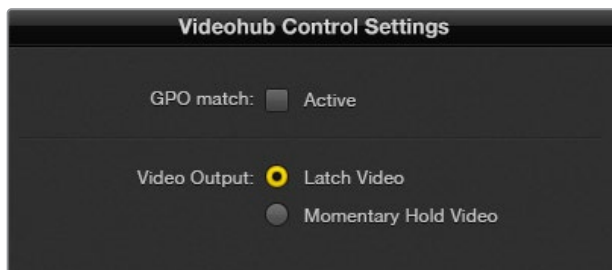 Videohub Control Settings
GPO match: Active
Video Output: Latch Video
Momentary Hold Video